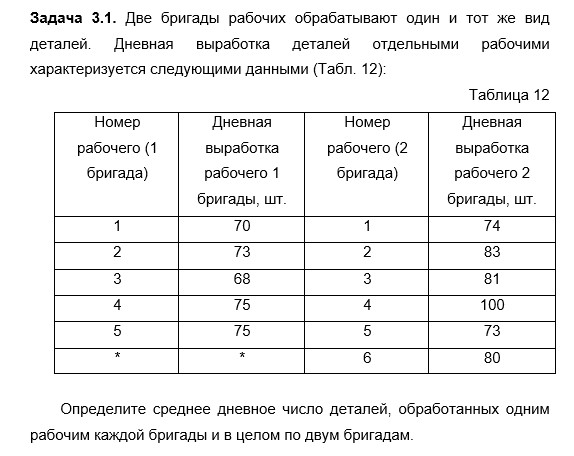 Задача 3.1. Две бригады рабочих обрабатывают один и тот же вид
деталей. Дневная выработка деталей отдельными рабочими
характеризуется следующими данными (Табл. 12):
Таблица 12
Номер рабочего (1 бригада) Дневная выработка рабочего 1 бригады, шт. Номер рабочего (2 бригада) Дневная выработка рабочего 2 бригады, шт.
1 70 1 74
2 73 2 83
3 68 3 81
4 75 4 100
5 75 5 73
* * 6 80
Определите среднее дневное число деталей, обработанных одним
рабочим каждой бригады и в целом по двум бригадам.